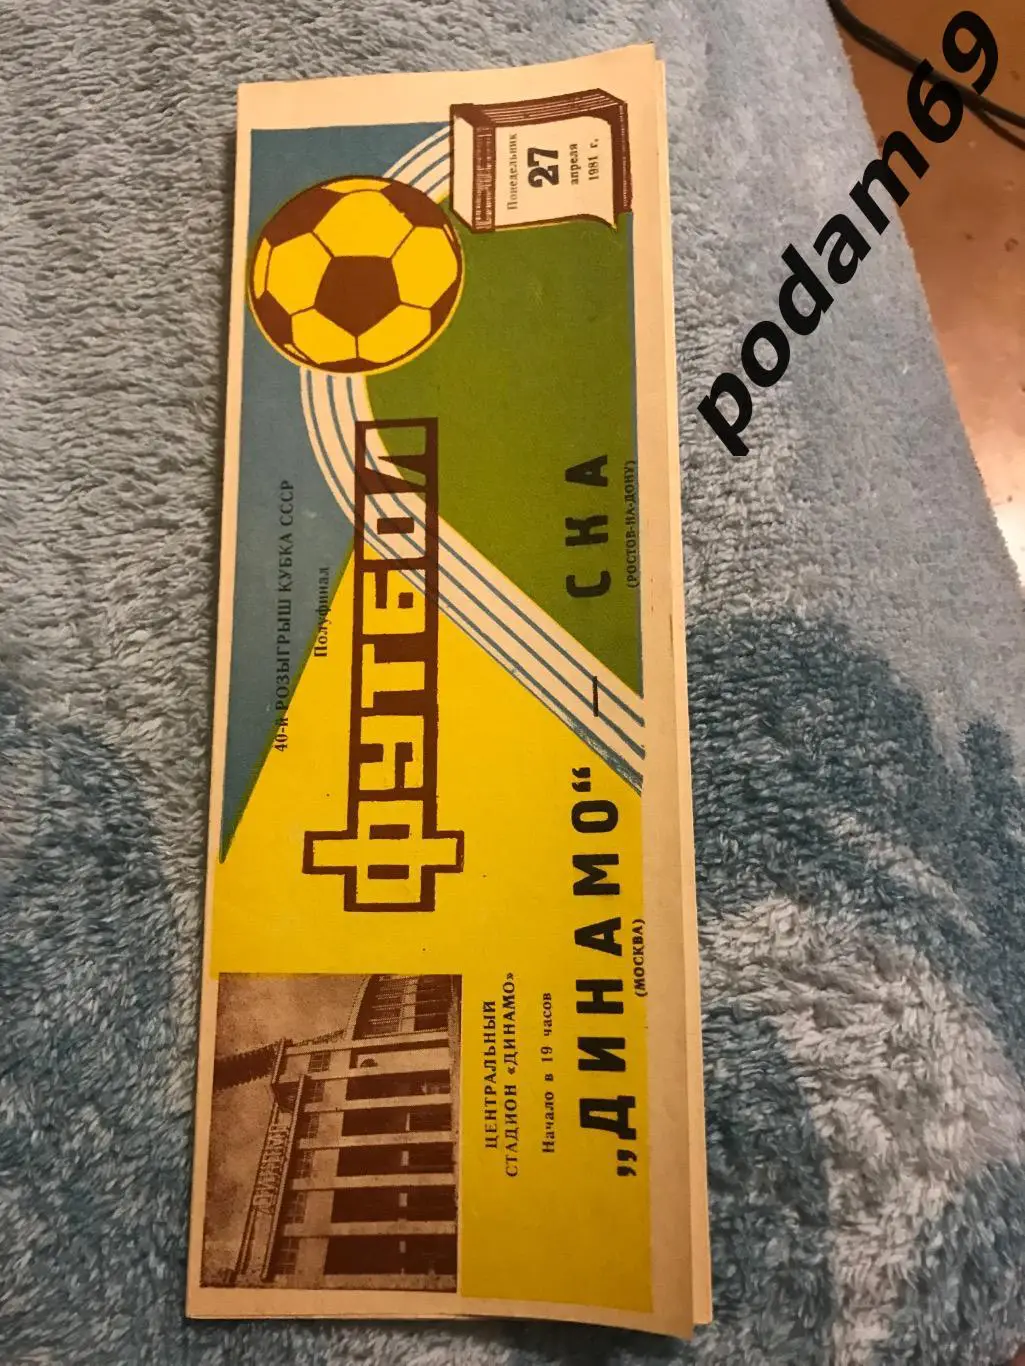 ЦЕНТРАЛЬНЫЙ
СТАДИОН «ДИНАМО»
Начало в 19 часов
40-й РОЗЫГРЫШ КУБКА СССР
Полуфинал
ФУТБОЛ
Понедельник
27
апреля
1981 г.
„ДИНАМО“ — СКА
(МОСКВА)
(РОСТОВ-НА-ДОНУ)
ДИНАМО
podam69